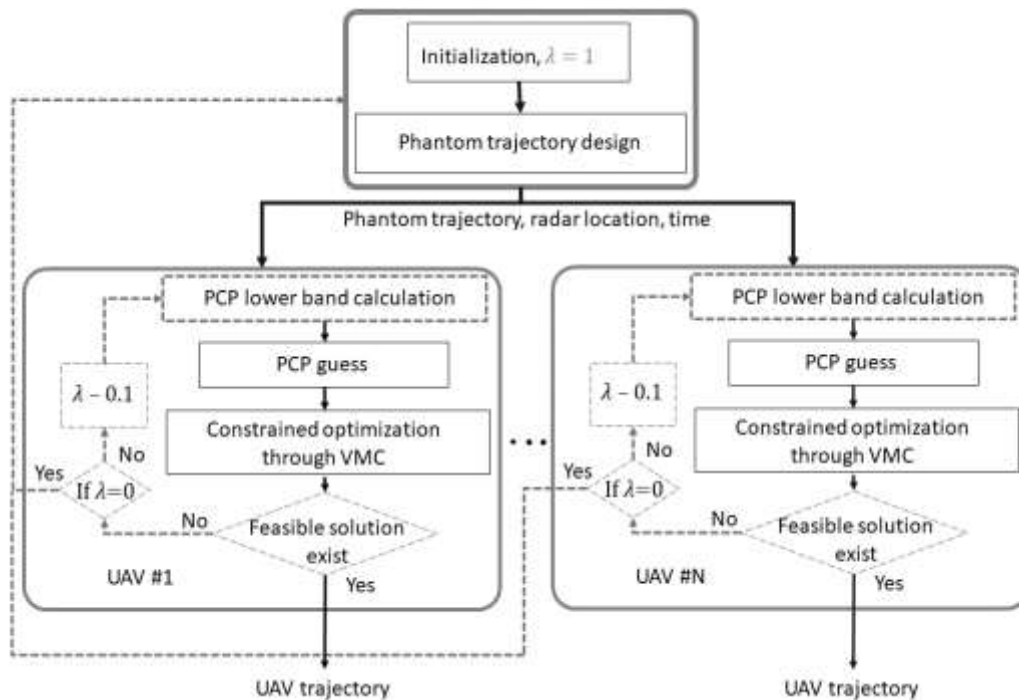 Initialization, λ = 1
Phantom trajectory design
Phantom trajectory, radar location, time
PCP lower band calculation
PCP guess
λ – 0.1
Constrained optimization
through VMC
No
Yes
If λ=0
No
Feasible solution
exist
UAV #1
Yes
UAV trajectory
• • •
PCP lower band calculation
PCP guess
λ – 0.1
Constrained optimization
through VMC
No
Yes
If λ=0
No
Feasible solution
exist
UAV #N
Yes
UAV trajectory